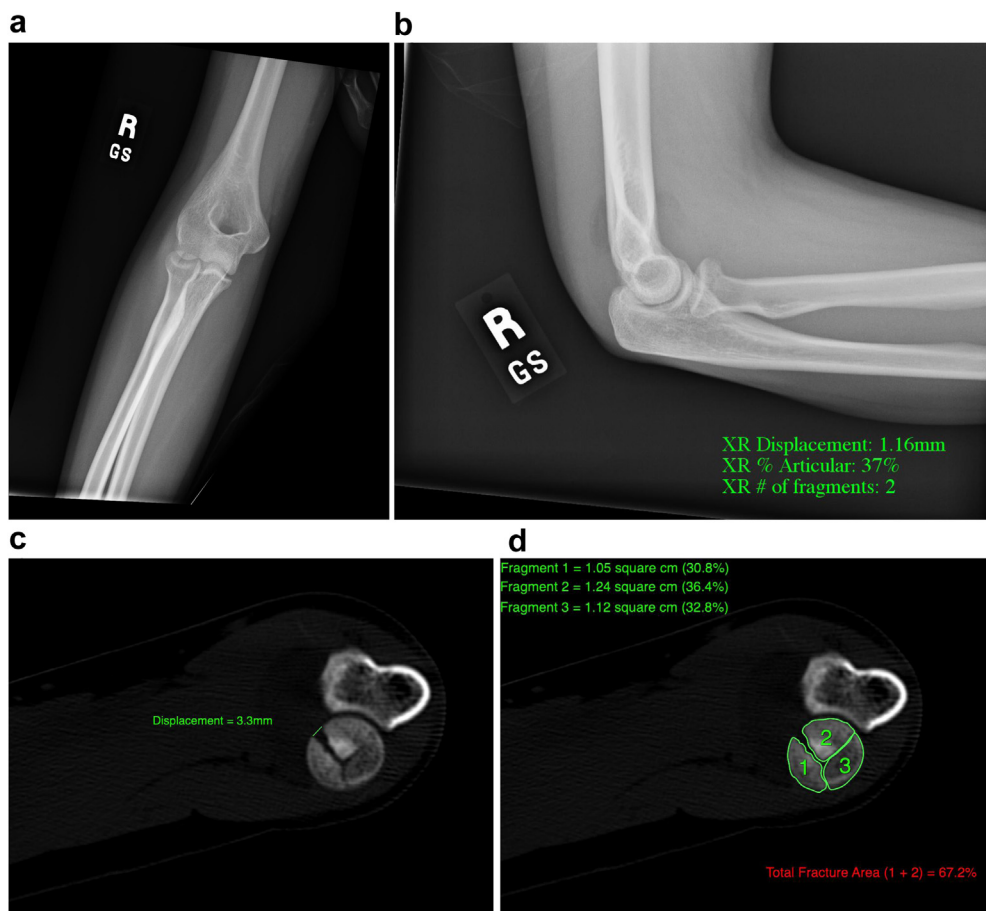 a
b
R
GS
R
GS
XR Displacement: 1.16mm
XR % Articular: 37%
XR # of fragments: 2
c
d
Displacement = 3.3mm
Fragment 1 = 1.05 square cm (30.8%)
Fragment 2 = 1.24 square cm (36.4%)
Fragment 3 = 1.12 square cm (32.8%)
2
1
3
Total Fracture Area (1 + 2) = 67.2%